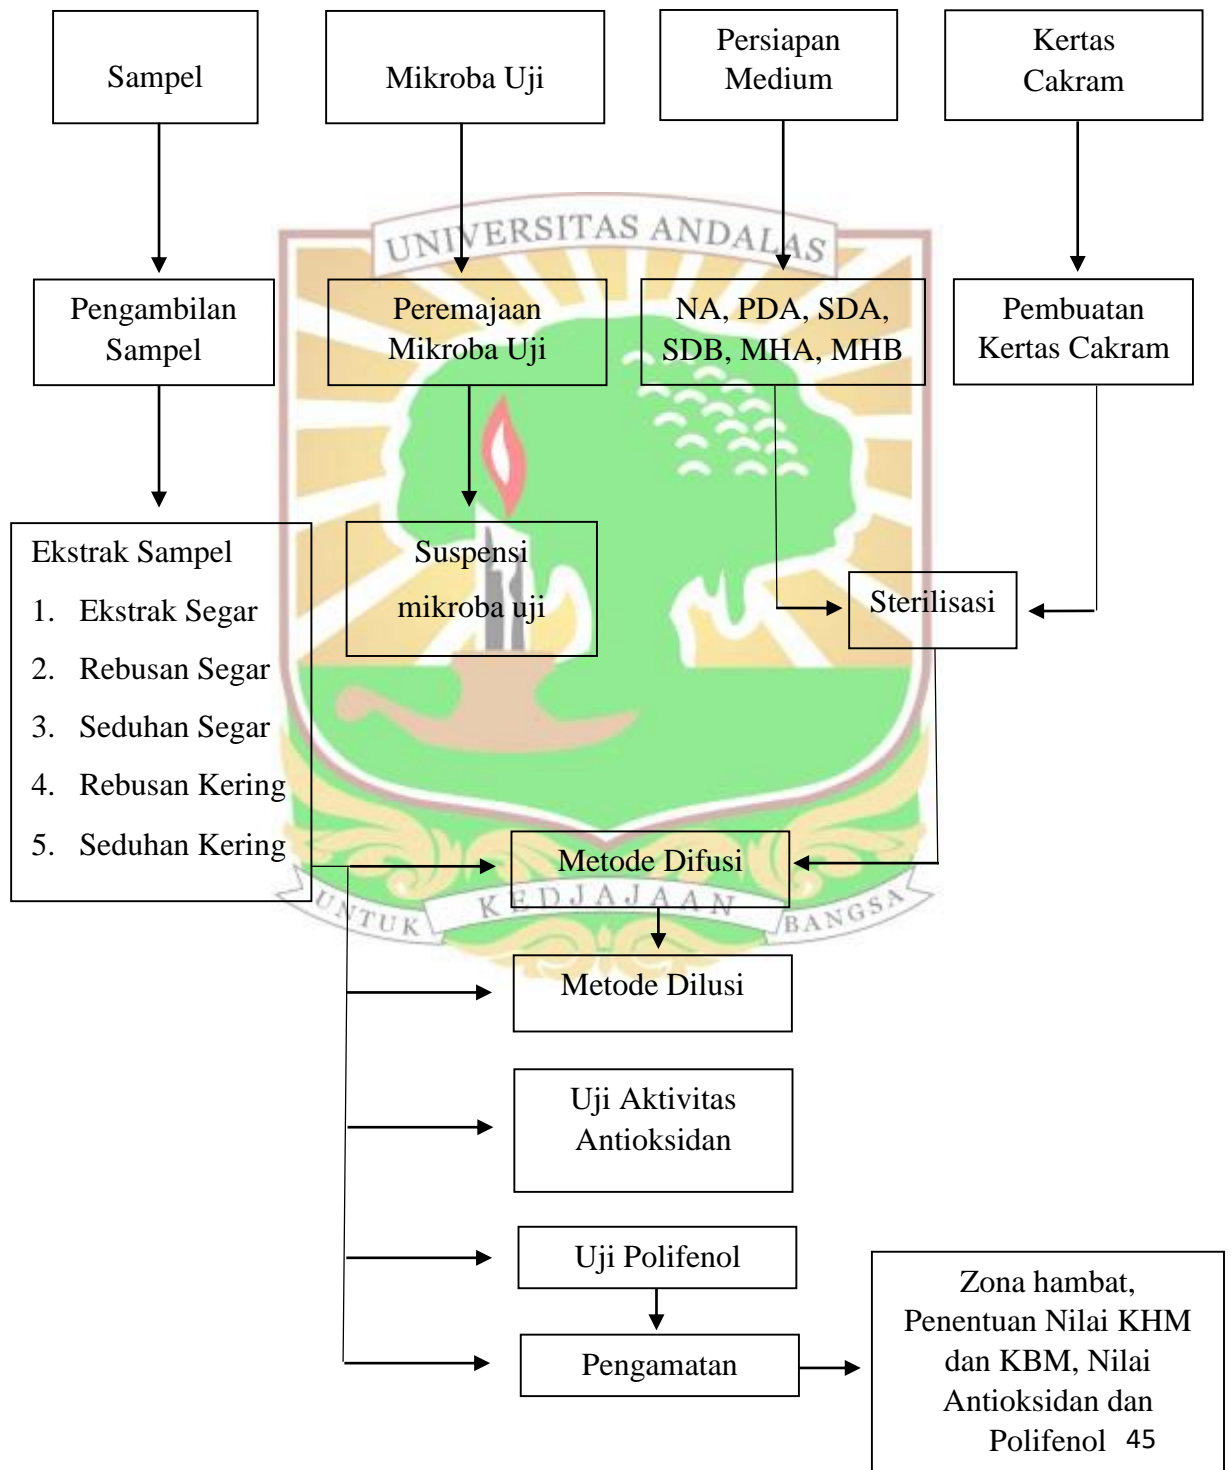 Sampel
Mikroba Uji
Persiapan
Medium
Kertas
Cakram
UNIVERSITAS ANDALAS
Pengambilan
Sampel
Peremajaan
Mikroba Uji
NA, PDA, SDA,
SDB, MHA, MHB
Pembuatan
Kertas Cakram
Ekstrak Sampel
1. Ekstrak Segar
2. Rebusan Segar
3. Seduhan Segar
4. Rebusan Kering
5. Seduhan Kering
Suspensi
mikroba uji
Sterilisasi
Metode Difusi
UNTUK KEDJAJAAN BANGSA
Metode Dilusi
Uji Aktivitas
Antioksidan
Uji Polifenol
Pengamatan
Zona hambat,
Penentuan Nilai KHM
dan KBM, Nilai
Antioksidan dan
Polifenol 45